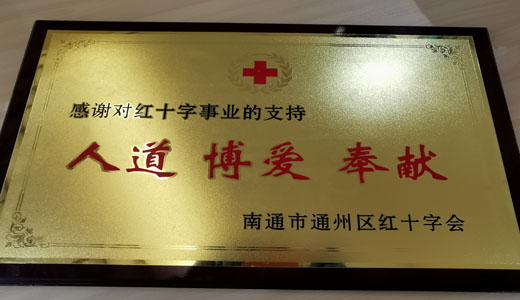 感谢对红十字事业的支持
人道 博爱 奉献
南通市通州区红十字会